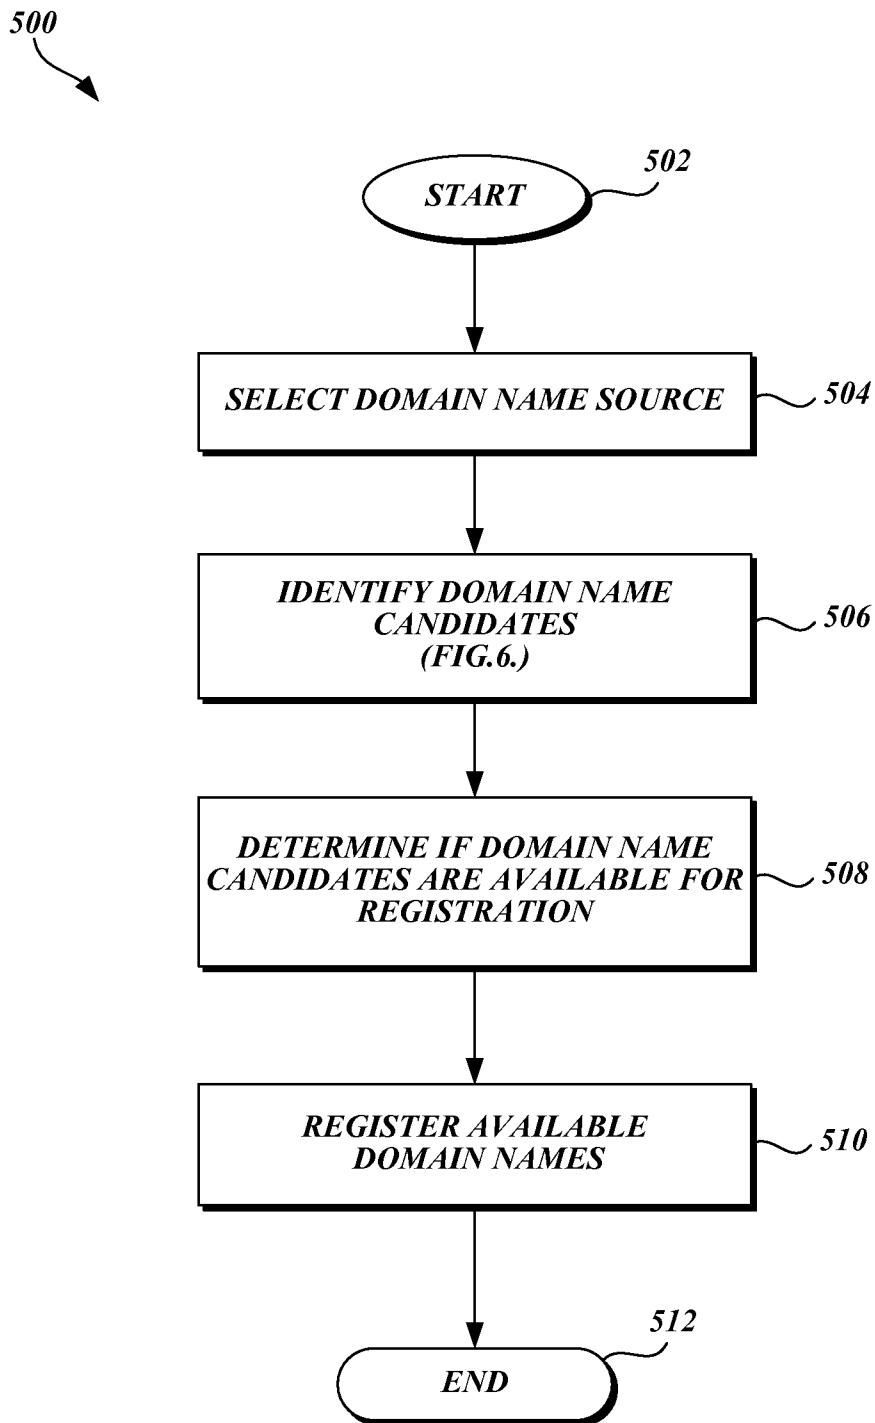 500
START
502
SELECT DOMAIN NAME SOURCE
504
IDENTIFY DOMAIN NAME
CANDIDATES
(FIG.6.)
506
DETERMINE IF DOMAIN NAME
CANDIDATES ARE AVAILABLE FOR
REGISTRATION
508
REGISTER AVAILABLE
DOMAIN NAMES
510
END
512